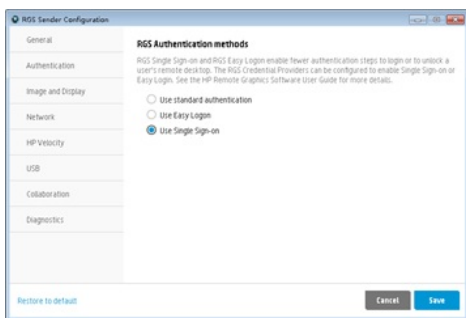 RGS Sender Configuration
General
Authentication
Image and Display
Network
HP Velocity
USB
Collaboration
Diagnostics
RGS Authentication methods
RGS Single Sign-on and RGS Easy Logon enable fewer authentication steps to login or to unlock a
user's remote desktop. The RGS Credential Providers can be configured to enable Single Sign-on or
Easy Login. See the HP Remote Graphics Software User Guide for more details.
Use standard authentication
Use Easy Logon
Use Single Sign-on
Restore to default
Cancel
Save